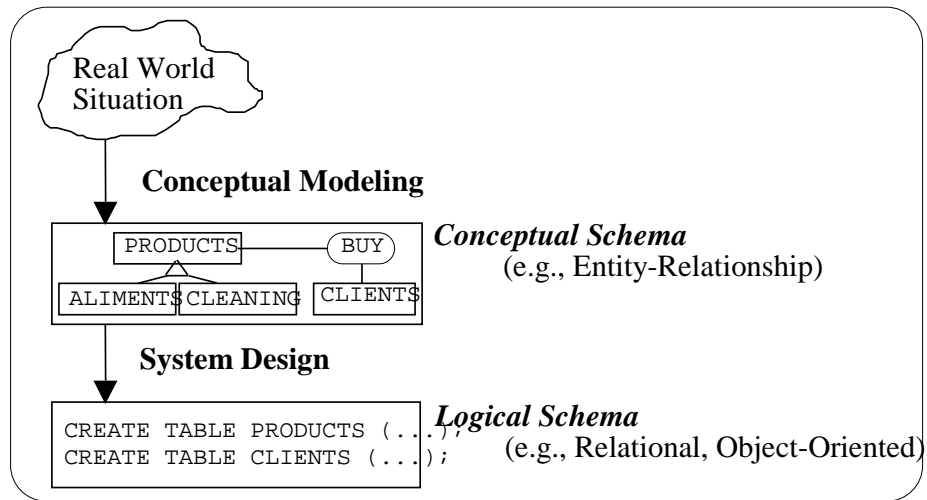 Real World
Situation
Conceptual Modeling
PRODUCTS
BUY
Conceptual Schema
(e.g., Entity-Relationship)
ALIMENTS
CLEANING
CLIENTS
System Design
Logical Schema
CREATE TABLE PRODUCTS (...);
(e.g., Relational, Object-Oriented)
CREATE TABLE CLIENTS (...);